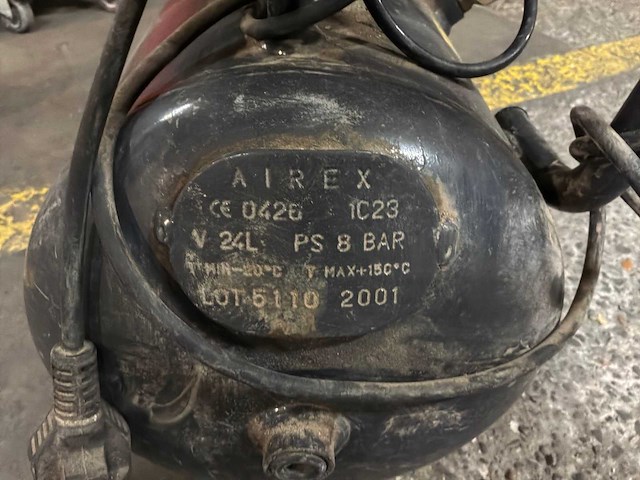 AIREX
CE 0426 1C23
V 24L PS 8 BAR
T MIN-20°C T MAX+150°C
LOT 5110 2001